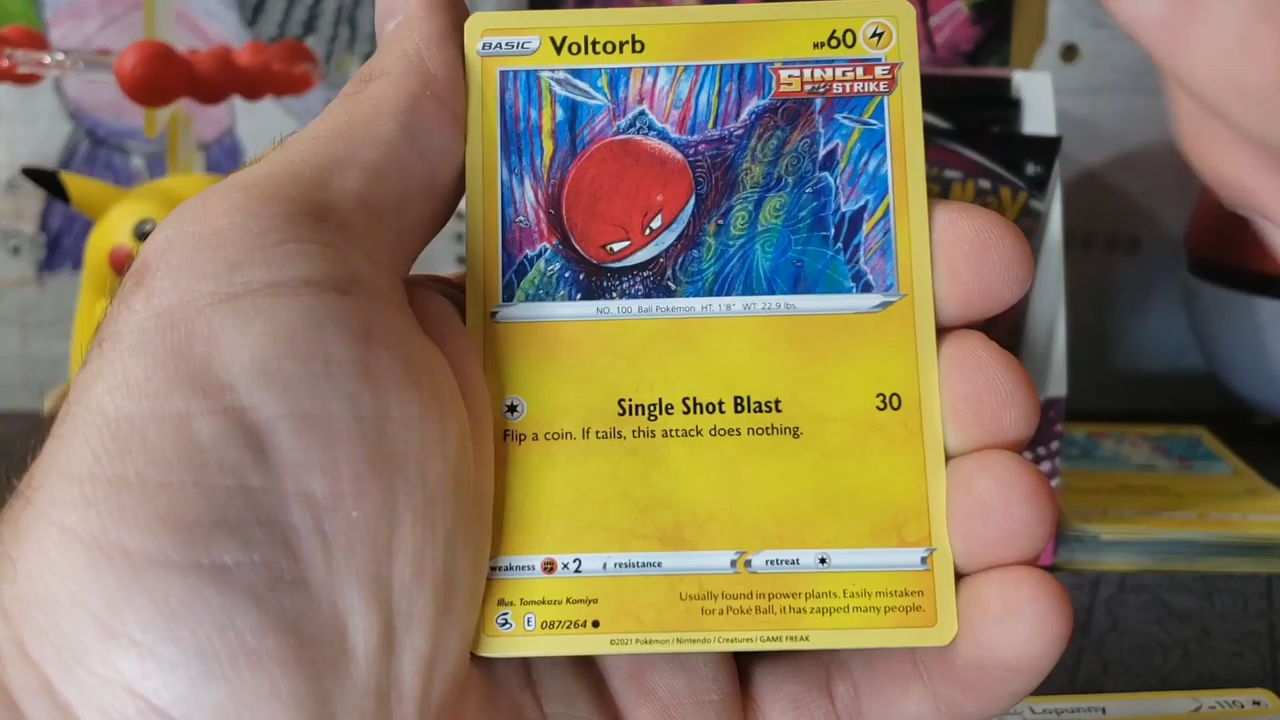 BASIC Voltorb HP 60
SINGLE
STRIKE
NO. 100 Ball Pokémon HT: 1'8" WT: 22.9 lbs.
Single Shot Blast 30
Flip a coin. If tails, this attack does nothing.
weakness ×2 resistance retreat
Illus. Tomokazu Komiya
Usually found in power plants. Easily mistaken
for a Poké Ball, it has zapped many people.
E 087/264
©2021 Pokémon / Nintendo / Creatures / GAME FREAK
Lopunny HP 110